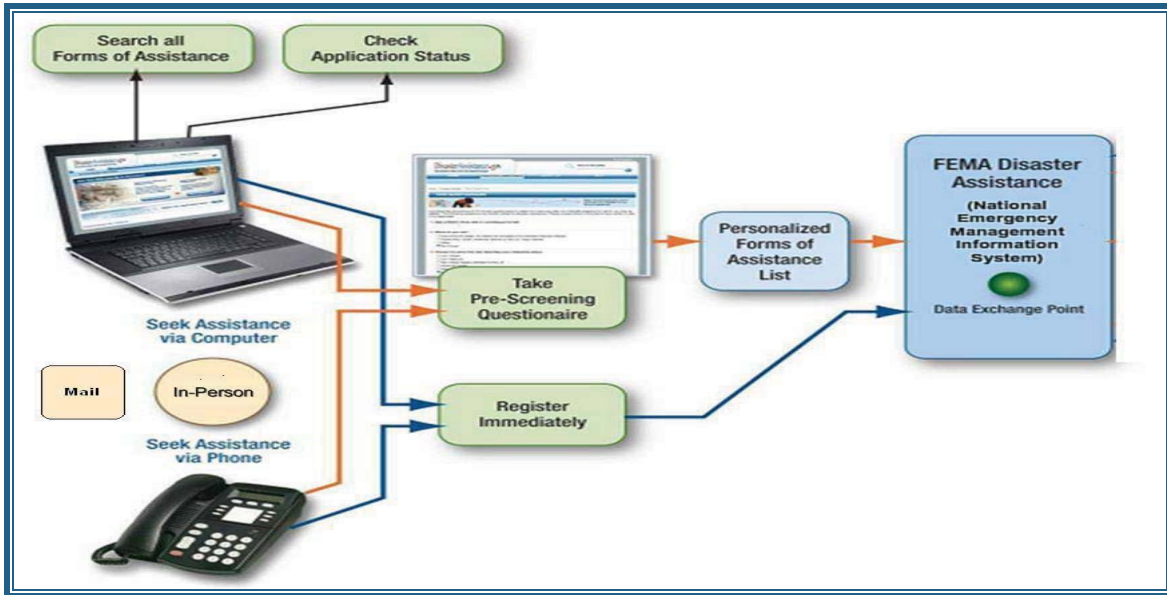 Search all
Forms of Assistance
Check
Application Status
FEMA Disaster
Assistance
(National
Emergency
Management
Information
System)
Data Exchange Point
Personalized
Forms of
Assistance
List
Take
Pre-Screening
Questionaire
Seek Assistance
via Computer
Mail
In-Person
Register
Immediately
Seek Assistance
via Phone